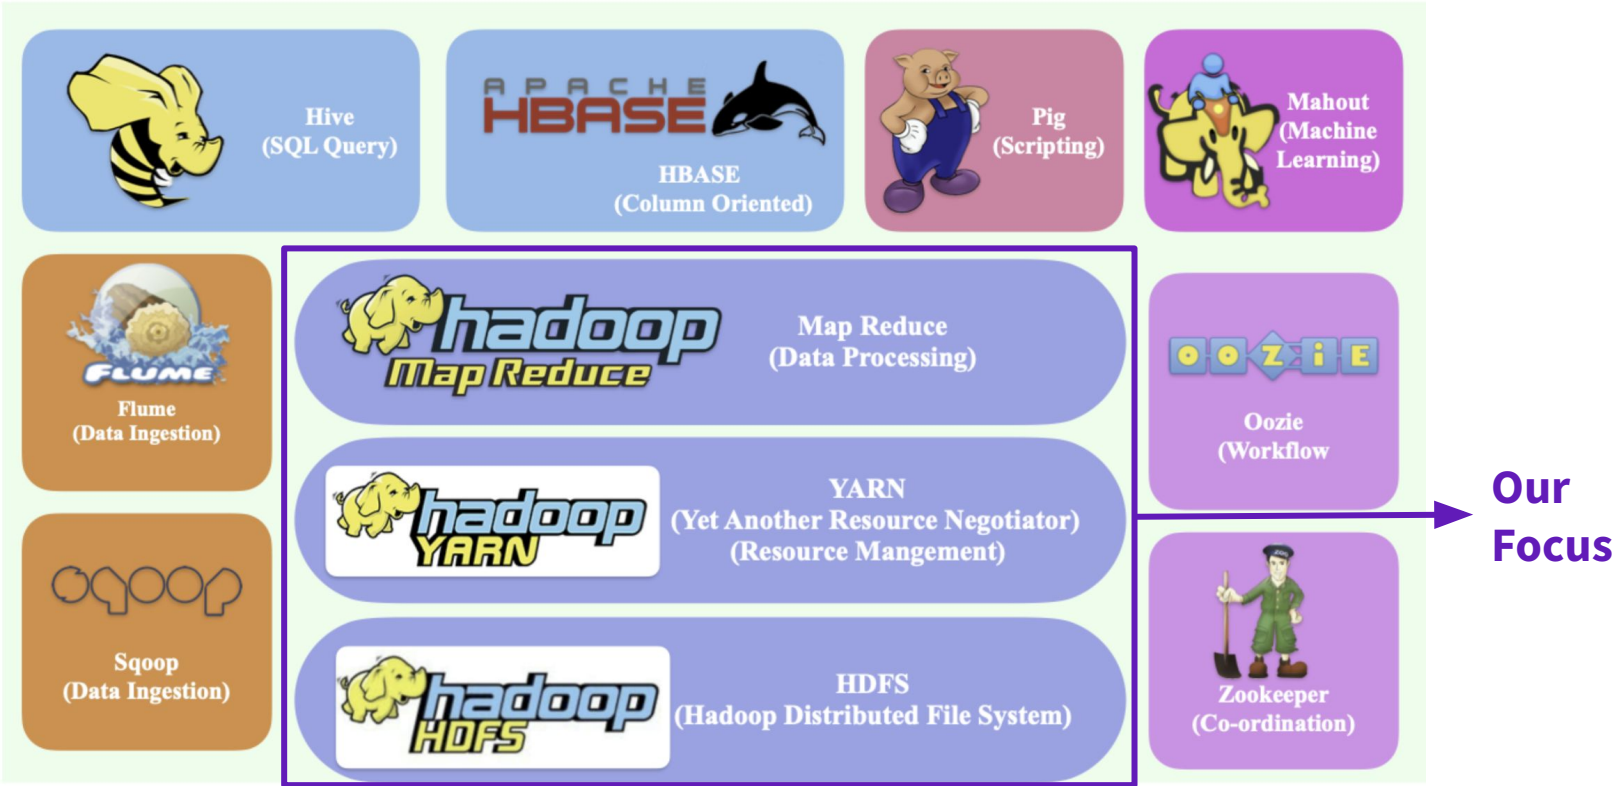 Hive
(SQL Query)
APACHE
HBASE
HBASE
(Column Oriented)
Pig
(Scripting)
Mahout
(Machine
Learning)
FLUME
Flume
(Data Ingestion)
hadoop
Map Reduce
Map Reduce
(Data Processing)
OOZiE
Oozie
(Workflow
hadoop
YARN
YARN
(Yet Another Resource Negotiator)
(Resource Mangement)
Our
Focus
sqoop
Sqoop
(Data Ingestion)
hadoop
HDFS
HDFS
(Hadoop Distributed File System)
Zookeeper
(Co-ordination)